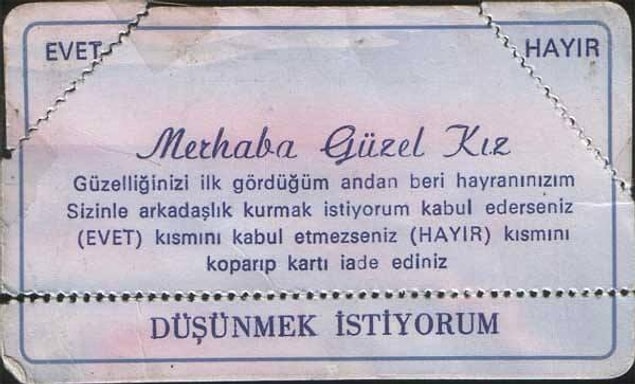 EVET
HAYIR
Merhaba Güzel Kız
Güzelliğinizi ilk gördüğüm andan beri hayranınızım
Sizinle arkadaşlık kurmak istiyorum kabul ederseniz
(EVET) kısmını kabul etmezseniz (HAYIR) kısmını
koparıp kartı iade ediniz
DÜŞÜNMEK İSTİYORUM